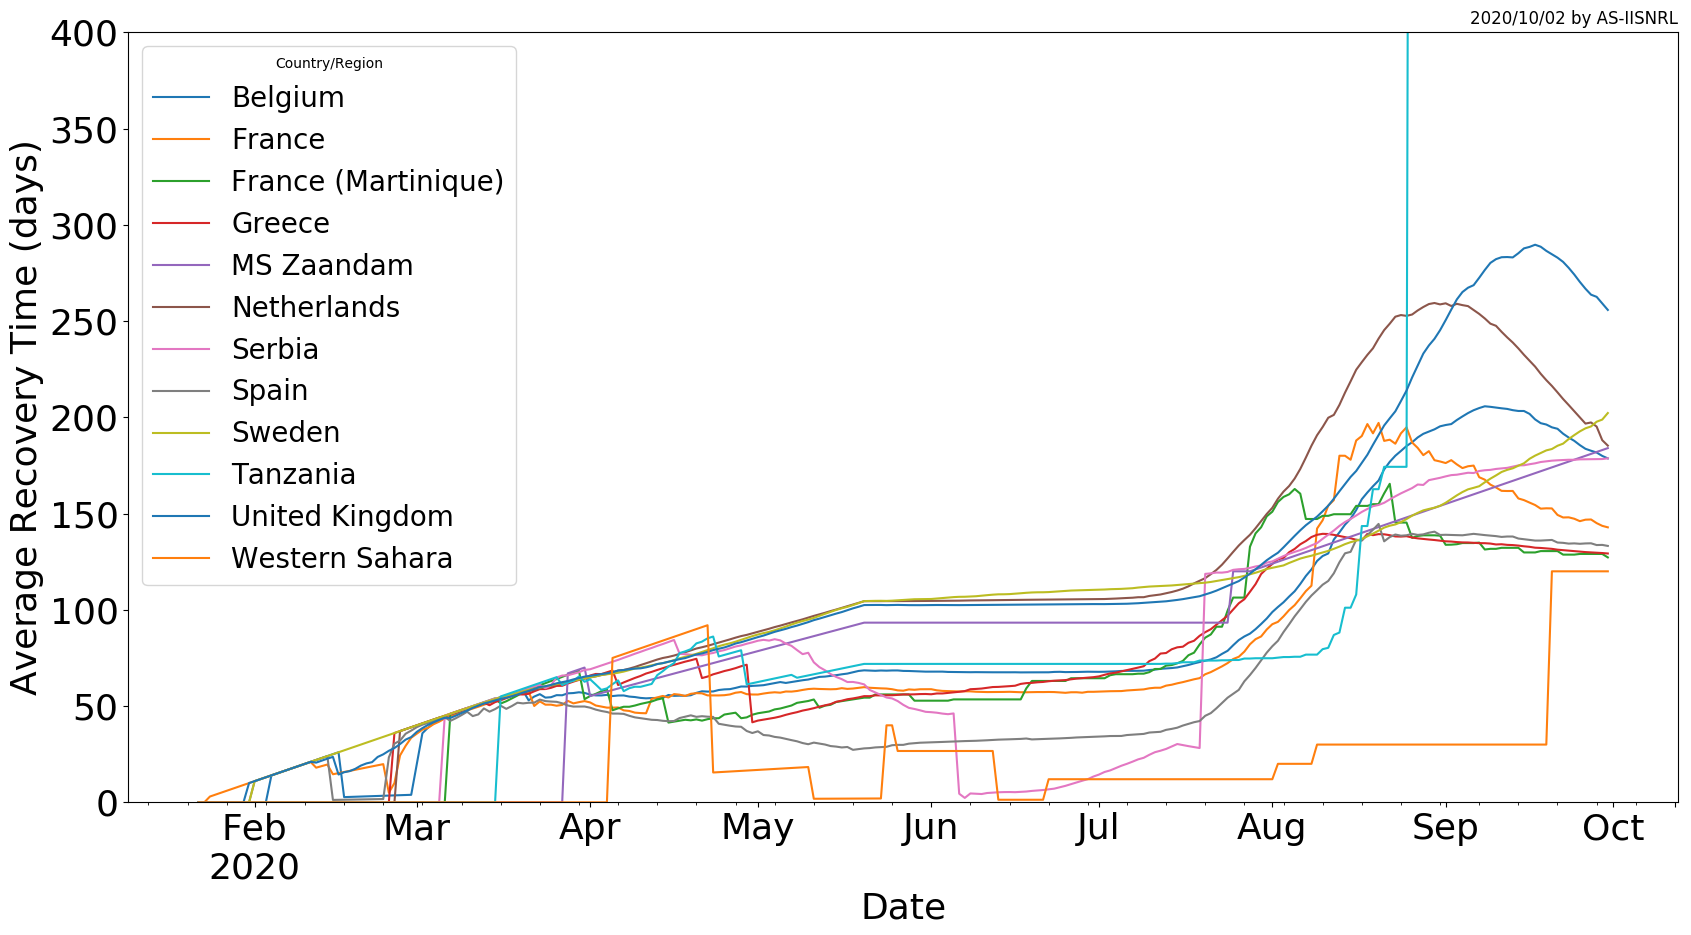 2020/10/02 by AS-IISNRL
400
350
300
250
200
150
100
50
0
Average Recovery Time (days)
Country/Region
Belgium
France
France (Martinique)
Greece
MS Zaandam
Netherlands
Serbia
Spain
Sweden
Tanzania
United Kingdom
Western Sahara
Feb Mar Apr May Jun Jul Aug Sep Oct
2020
Date